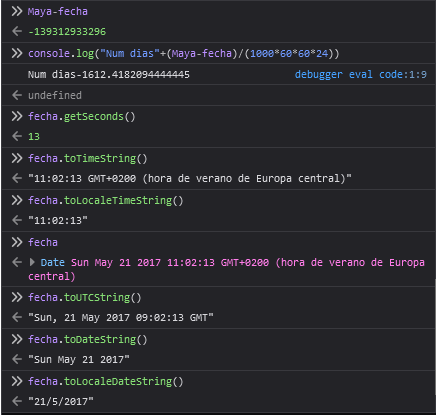 Maya-fecha
-139312933296
console.log("Num dias"+(Maya-fecha)/(1000*60*60*24))
Num dias-1612.4182094444445 debugger eval code:1:9
undefined
fecha.getSeconds()
13
fecha.toTimeString()
"11:02:13 GMT+0200 (hora de verano de Europa central)"
fecha.toLocaleTimeString()
"11:02:13"
fecha
Date Sun May 21 2017 11:02:13 GMT+0200 (hora de verano de Europa
central)
fecha.toUTCString()
"Sun, 21 May 2017 09:02:13 GMT"
fecha.toDateString()
"Sun May 21 2017"
fecha.toLocaleDateString()
"21/5/2017"